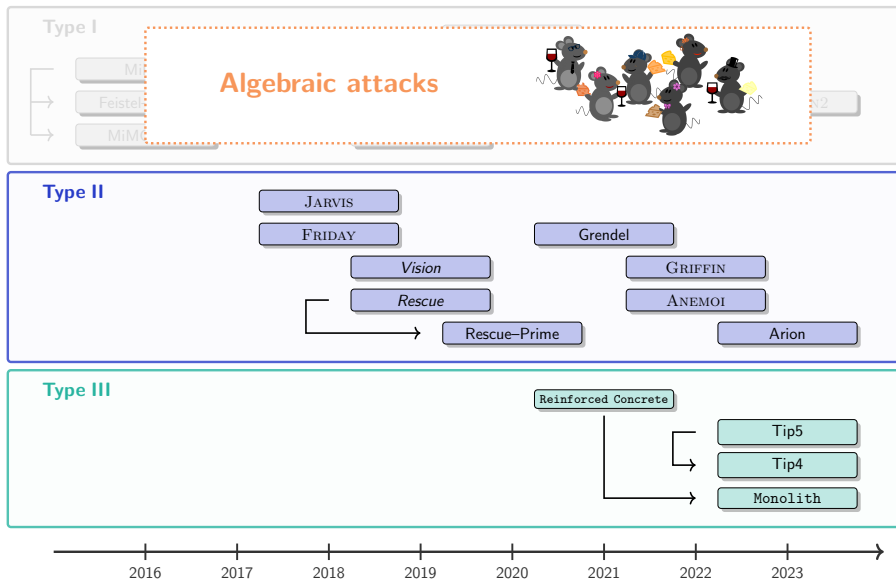 Type I
Algebraic attacks
Type II
JARVIS
FRIDAY
Grendel
Vision
GRIFFIN
Rescue
ANEMOI
Rescue–Prime
Arion
Type III
Reinforced Concrete
Tip5
Tip4
Monolith
2016 2017 2018 2019 2020 2021 2022 2023